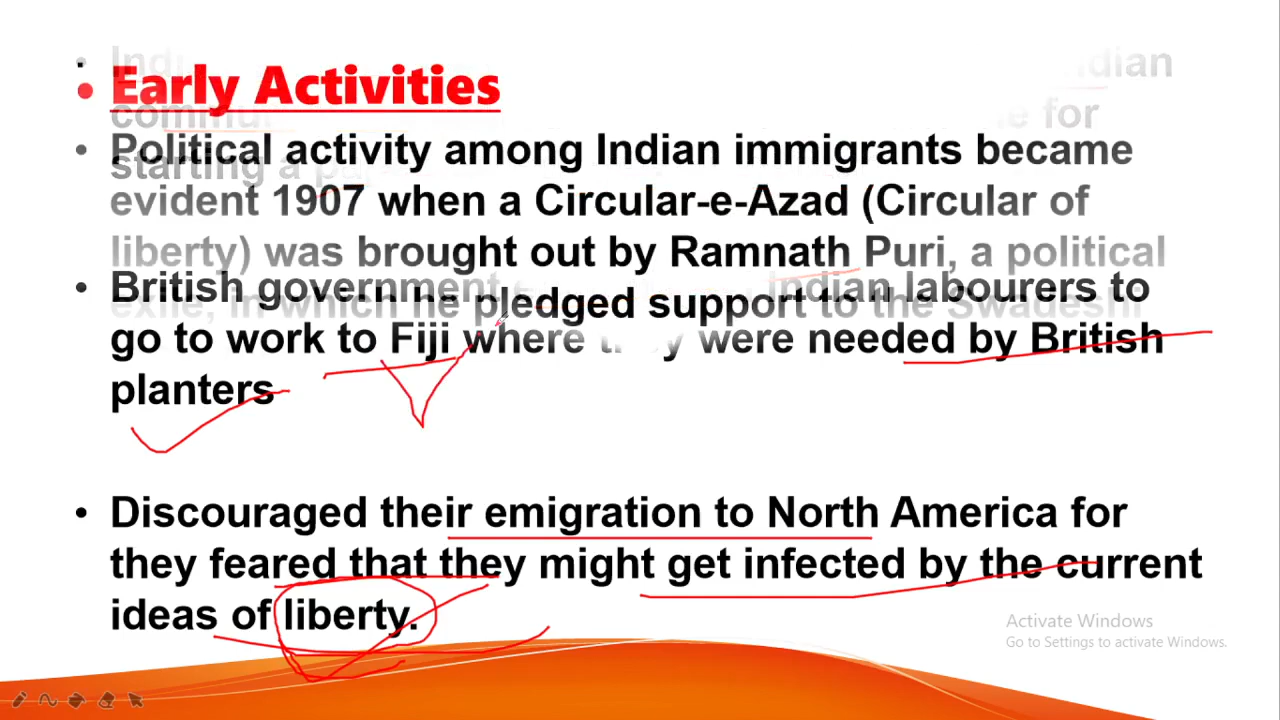 Early Activities
Political activity among Indian immigrants became
evident 1907 when a Circular-e-Azad (Circular of
liberty) was brought out by Ramnath Puri, a political
exile, in which he pledged support to the Swadeshi
British government Indian labourers to
go to work to Fiji where they were needed by British
planters
Discouraged their emigration to North America for
they feared that they might get infected by the current
ideas of liberty.
Activate Windows
Go to Settings to activate Windows.